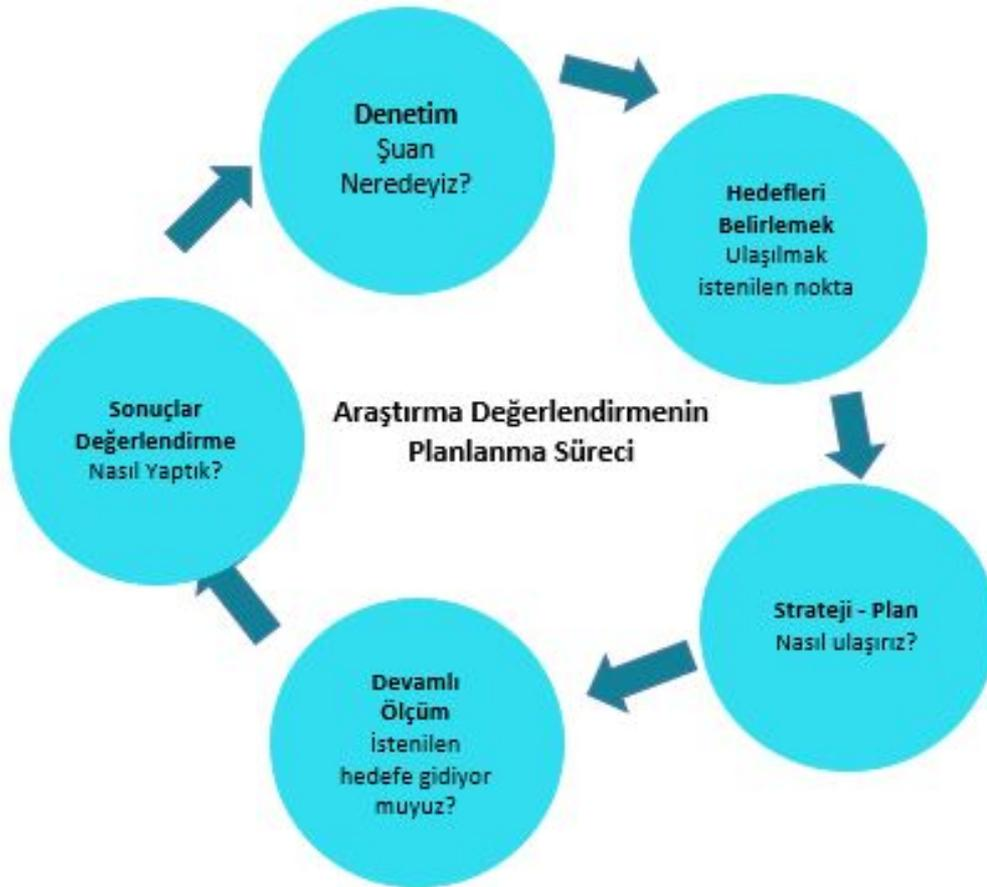 Denetim
Şuan
Neredeyiz?
Hedefleri
Belirlemek
Ulaşılmak
istenilen nokta
Strateji - Plan
Nasıl ulaşırız?
Devamlı
Ölçüm
İstenilen
hedefe gidiyor
muyuz?
Sonuçlar
Değerlendirme
Nasıl Yaptık?
Araştırma Değerlendirmenin
Planlanma Süreci